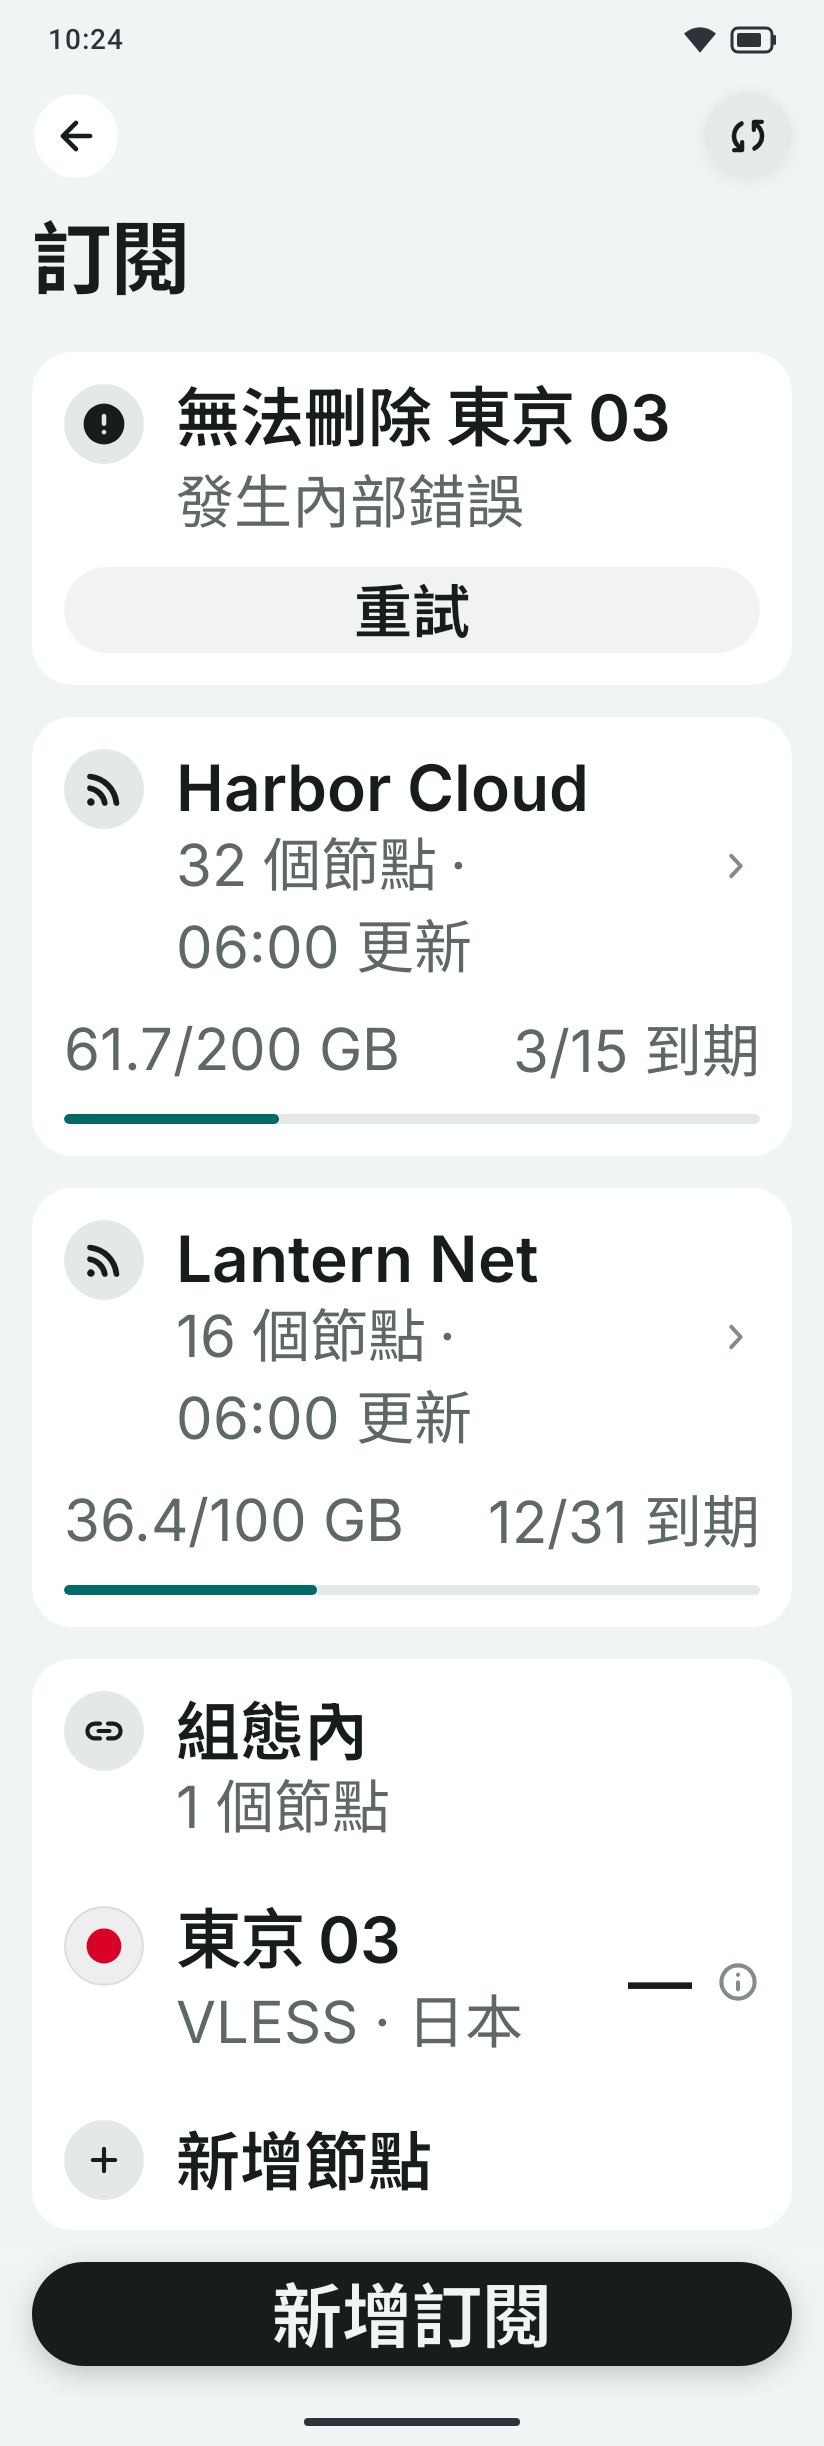 10:24
訂閱
無法刪除 東京 03
發生內部錯誤
重試
Harbor Cloud
32 個節點 ·
06:00 更新
61.7/200 GB
3/15 到期
Lantern Net
16 個節點 ·
06:00 更新
36.4/100 GB
12/31 到期
組態內
1 個節點
東京 03
—
VLESS · 日本
新增節點
新增訂閱